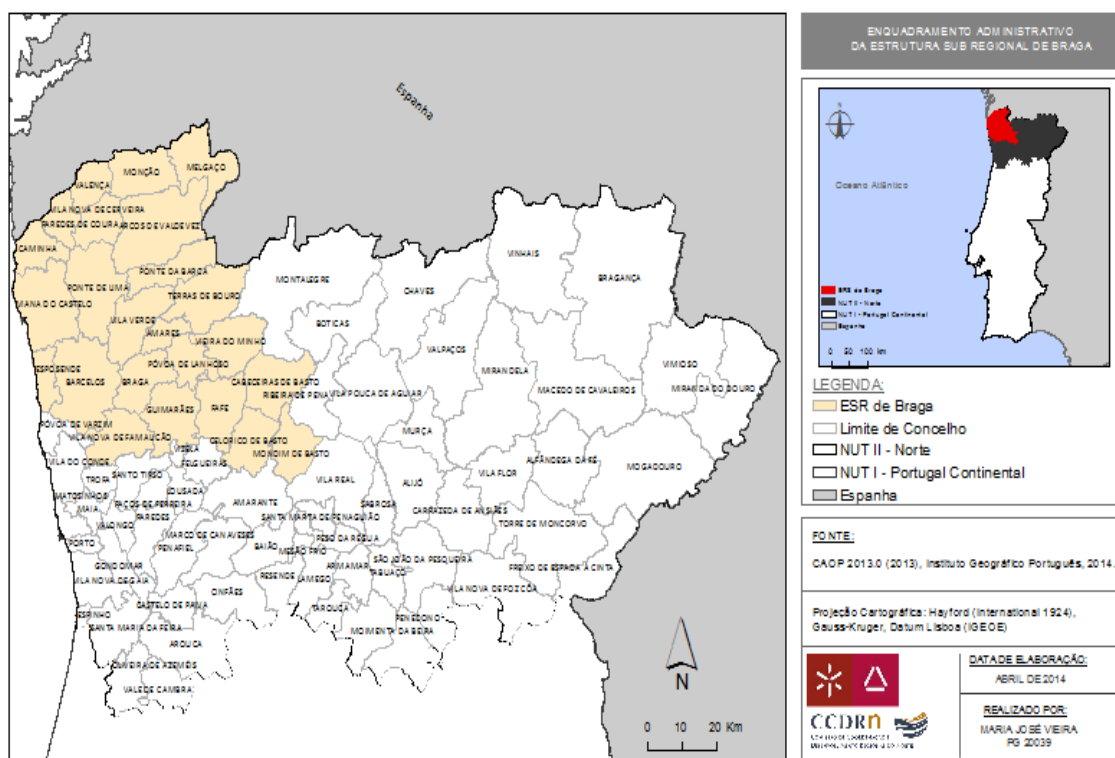 ENQUADRAMENTO ADMINISTRATIVO
DA ESTRUTURA SUB REGIONAL DE BRAGA
Espanha
MELGAÇO
MONÇÃO
VALENÇA
VILA NOVA DE CERVEIRA
PAREDES DE COURA
ARCOS DE VALDEVEZ
CAMINHA
PONTE DA BARCA
PONTE DE LIMA
TERRAS DE BOURO
VIANA DO CASTELO
VILA VERDE
AMARES
VIEIRA DO MINHO
PÓVOA DE LANHOSO
ESPOSENDE
BARCELOS
BRAGA
CABECEIRAS DE BASTO
RIBEIRA DE PENA
GUIMARÃES
FAFE
PÓVOA DE VARZIM
VILA NOVA DE FAMALICÃO
CELORICO DE BASTO
MONDIM DE BASTO
VINHAIS
BRAGANÇA
MONTALEGRE
CHAVES
BOTICAS
VALPAÇOS
VIMIOSO
MIRANDELA
MACEDO DE CAVALEIROS
MIRANDA DO DOURO
VILA POUCA DE AGUIAR
MURÇA
VILA DO CONDE
VIZELA
FELGUEIRAS
SANTO TIRSO
TROFA
LOUSADA
MATOSINHOS
PAÇOS DE FERREIRA
MAIA
PAREDES
VALONGO
AMARANTE
VILA REAL
ALIJÓ
VILA FLOR
ALFÂNDEGA DA FÉ
MOGADOURO
SABROSA
SANTA MARTA DE PENAGUIÃO
CARRAZEDA DE ANSIÃES
TORRE DE MONCORVO
MARCO DE CANAVESES
PESO DA RÉGUA
PORTO
PENAFIEL
BAIÃO
MESÃO FRIO
GONDOMAR
SÃO JOÃO DA PESQUEIRA
FREIXO DE ESPADA À CINTA
VILA NOVA DE GAIA
RESENDE
LAMEGO
ARMAMAR
TABUAÇO
VILA NOVA DE FOZ CÔA
CINFÃES
CASTELO DE PAIVA
ESPINHO
TAROUCA
PENEDONO
SANTA MARIA DA FEIRA
MOIMENTA DA BEIRA
AROUCA
OLIVEIRA DE AZEMÉIS
VALE DE CAMBRA
N
0 10 20 Km
N
Oceano Atlântico
ESR de Braga
NUT II - Norte
NUT I - Portugal Continental
Espanha
0 50 100 km
LEGENDA:
ESR de Braga
Limite de Concelho
NUT II - Norte
NUT I - Portugal Continental
Espanha
FONTE:
CAOP 2013.0 (2013), Instituto Geográfico Português, 2014.
Projeção Cartográfica: Hayford (International 1924),
Gauss-Kruger, Datum Lisboa (IGEOE)
CCDRn
DATA DE ELABORAÇÃO:
ABRIL DE 2014
REALIZADO POR:
MARIA JOSÉ VIEIRA
PG 20039